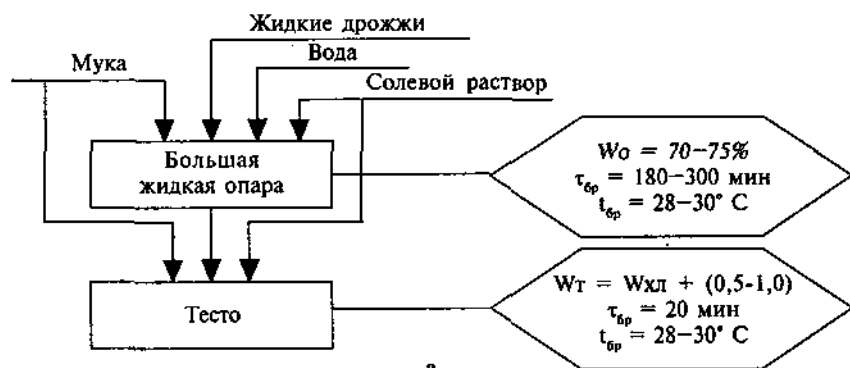 Жидкие дрожжи
Мука
Вода
Солевой раствор
Большая
жидкая опара
Wо = 70–75%
τбр = 180–300 мин
tбр = 28–30° С
Тесто
Wт = Wхл + (0,5-1,0)
τбр = 20 мин
tбр = 28–30° С